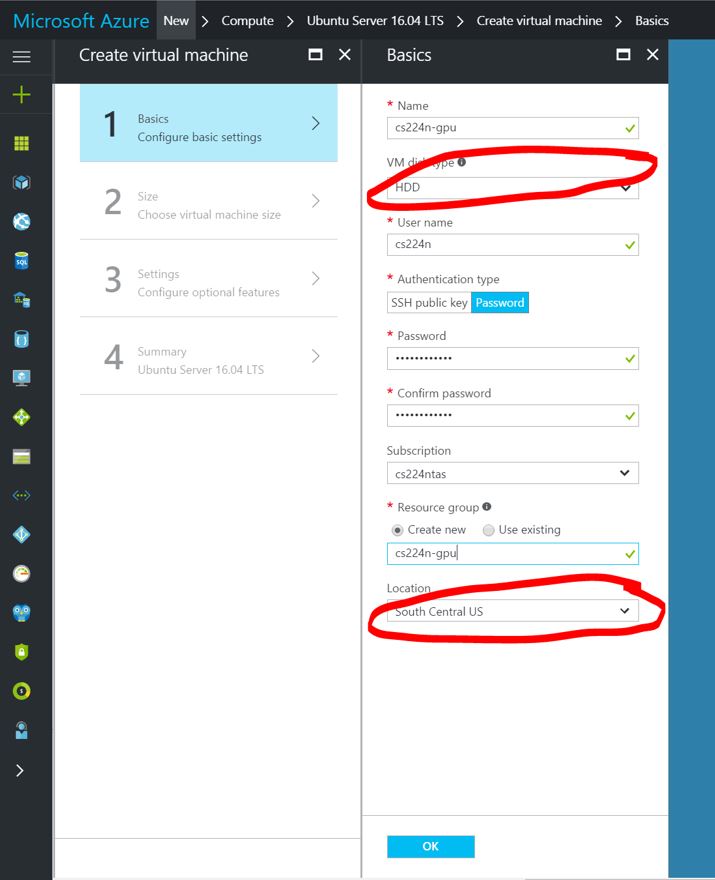 Microsoft Azure New > Compute > Ubuntu Server 16.04 LTS > Create virtual machine > Basics
Create virtual machine
1 Basics
Configure basic settings
2 Size
Choose virtual machine size
3 Settings
Configure optional features
4 Summary
Ubuntu Server 16.04 LTS
Basics
* Name
cs224n-gpu
VM disk type
HDD
* User name
cs224n
* Authentication type
SSH public key Password
* Password
••••••••••••
* Confirm password
••••••••••••
Subscription
cs224ntas
* Resource group
Create new Use existing
cs224n-gpu
Location
South Central US
OK
SQL